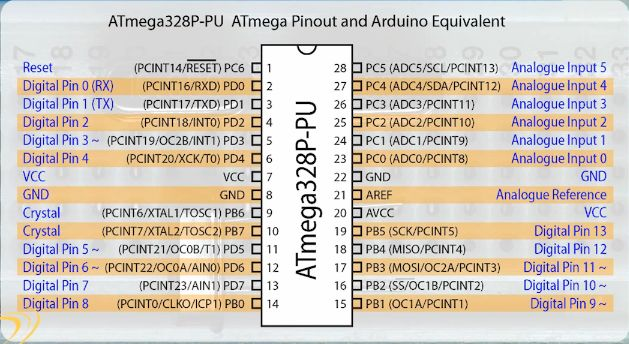 ATmega328P-PU ATmega Pinout and Arduino Equivalent
Reset (PCINT14/RESET) PC6 1 28 PC5 (ADC5/SCL/PCINT13) Analogue Input 5
Digital Pin 0 (RX) (PCINT16/RXD) PD0 2 27 PC4 (ADC4/SDA/PCINT12) Analogue Input 4
Digital Pin 1 (TX) (PCINT17/TXD) PD1 3 26 PC3 (ADC3/PCINT11) Analogue Input 3
Digital Pin 2 (PCINT18/INT0) PD2 4 25 PC2 (ADC2/PCINT10) Analogue Input 2
Digital Pin 3 ~ (PCINT19/OC2B/INT1) PD3 5 24 PC1 (ADC1/PCINT9) Analogue Input 1
Digital Pin 4 (PCINT20/XCK/T0) PD4 6 23 PC0 (ADC0/PCINT8) Analogue Input 0
VCC VCC 7 22 GND GND
GND GND 8 21 AREF Analogue Reference
Crystal (PCINT6/XTAL1/TOSC1) PB6 9 20 AVCC VCC
Crystal (PCINT7/XTAL2/TOSC2) PB7 10 19 PB5 (SCK/PCINT5) Digital Pin 13
Digital Pin 5 ~ (PCINT21/OC0B/T1) PD5 11 18 PB4 (MISO/PCINT4) Digital Pin 12
Digital Pin 6 ~ (PCINT22/OC0A/AIN0) PD6 12 17 PB3 (MOSI/OC2A/PCINT3) Digital Pin 11 ~
Digital Pin 7 (PCINT23/AIN1) PD7 13 16 PB2 (SS/OC1B/PCINT2) Digital Pin 10 ~
Digital Pin 8 (PCINT0/CLKO/ICP1) PB0 14 15 PB1 (OC1A/PCINT1) Digital Pin 9 ~
ATmega328P-PU